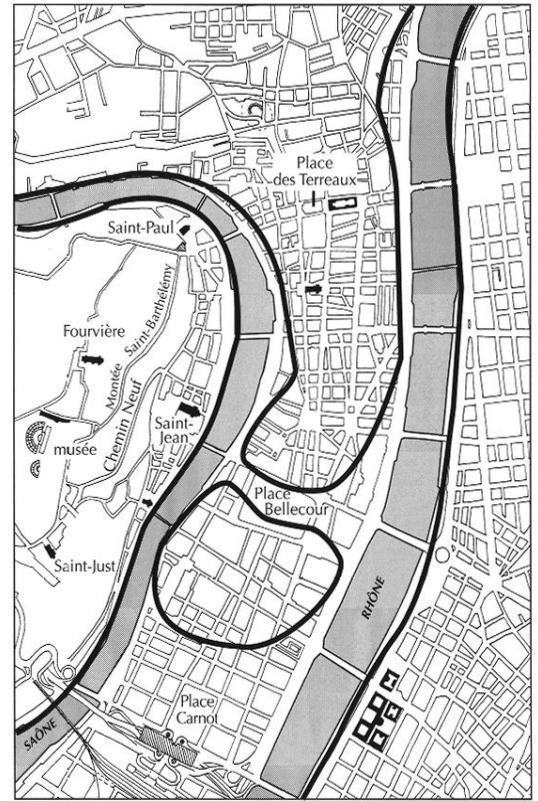 Place
des Terreaux
Saint-Paul
Fourvière
Montée
Saint-Barthélémy
Chemin Neuf
musée
Saint-
Jean
Place
Bellecour
Saint-Just
RHÔNE
Place
Carnot
SAÔNE